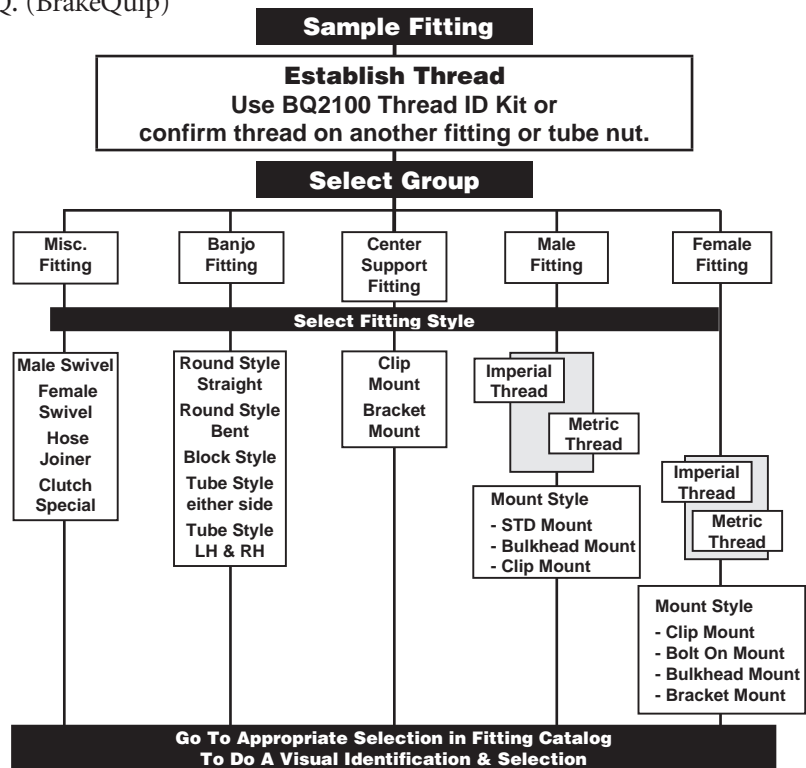 Q. (BrakeQuip)
Sample Fitting
Establish Thread
Use BQ2100 Thread ID Kit or
confirm thread on another fitting or tube nut.
Select Group
Misc.
Fitting
Banjo
Fitting
Center
Support
Fitting
Male
Fitting
Female
Fitting
Select Fitting Style
Male Swivel
Female
Swivel
Hose
Joiner
Clutch
Special
Round Style
Straight
Round Style
Bent
Block Style
Tube Style
either side
Tube Style
LH & RH
Clip
Mount
Bracket
Mount
Imperial
Thread
Metric
Thread
Mount Style
- STD Mount
- Bulkhead Mount
- Clip Mount
Imperial
Thread
Metric
Thread
Mount Style
- Clip Mount
- Bolt On Mount
- Bulkhead Mount
- Bracket Mount
Go To Appropriate Selection in Fitting Catalog
To Do A Visual Identification & Selection